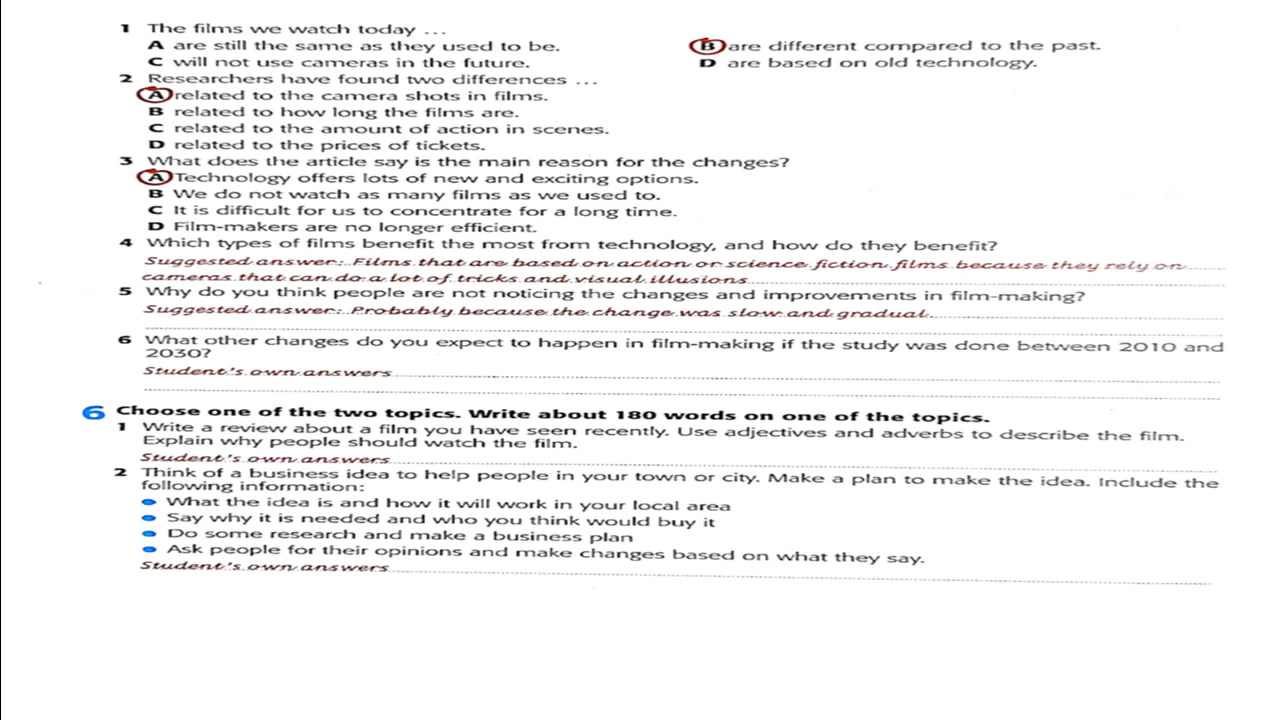 1 The films we watch today ...
A are still the same as they used to be. B are different compared to the past.
C will not use cameras in the future. D are based on old technology.
2 Researchers have found two differences ...
A related to the camera shots in films.
B related to how long the films are.
C related to the amount of action in scenes.
D related to the prices of tickets.
3 What does the article say is the main reason for the changes?
A Technology offers lots of new and exciting options.
B We do not watch as many films as we used to.
C It is difficult for us to concentrate for a long time.
D Film-makers are no longer efficient.
4 Which types of films benefit the most from technology, and how do they benefit?
Suggested answer: Films that are based on action or science fiction films because they rely on
cameras that can do a lot of tricks and visual illusions
5 Why do you think people are not noticing the changes and improvements in film-making?
Suggested answer: Probably because the change was slow and gradual.
6 What other changes do you expect to happen in film-making if the study was done between 2010 and
2030?
Student's own answers
6 Choose one of the two topics. Write about 180 words on one of the topics.
1 Write a review about a film you have seen recently. Use adjectives and adverbs to describe the film.
Explain why people should watch the film.
Student's own answers
2 Think of a business idea to help people in your town or city. Make a plan to make the idea. Include the
following information:
• What the idea is and how it will work in your local area
• Say why it is needed and who you think would buy it
• Do some research and make a business plan
• Ask people for their opinions and make changes based on what they say.
Student's own answers